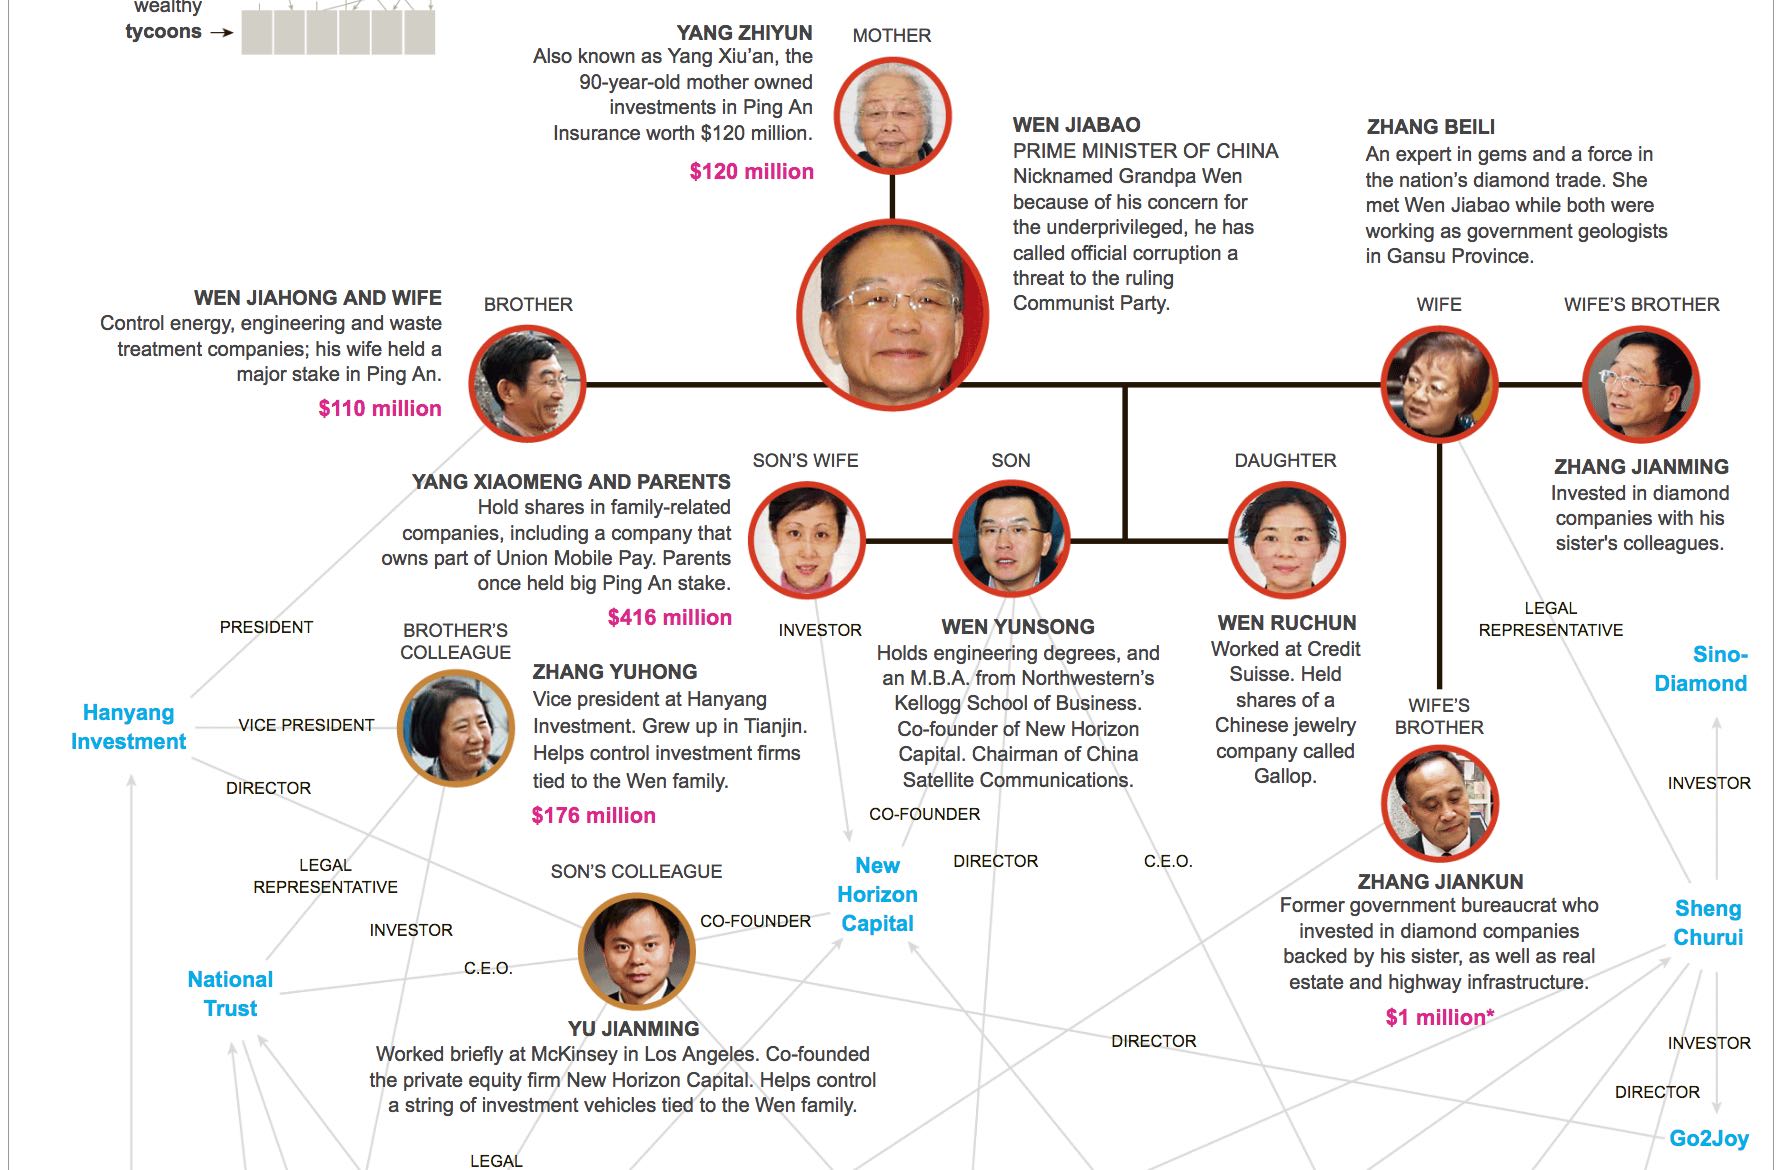 wealthy
tycoons
YANG ZHIYUN
Also known as Yang Xiu’an, the
90-year-old mother owned
investments in Ping An
Insurance worth $120 million.
$120 million
MOTHER
WEN JIABAO
PRIME MINISTER OF CHINA
Nicknamed Grandpa Wen
because of his concern for
the underprivileged, he has
called official corruption a
threat to the ruling
Communist Party.
ZHANG BEILI
An expert in gems and a force in
the nation’s diamond trade. She
met Wen Jiabao while both were
working as government geologists
in Gansu Province.
WIFE
WIFE’S BROTHER
WEN JIAHONG AND WIFE
Control energy, engineering and waste
treatment companies; his wife held a
major stake in Ping An.
$110 million
BROTHER
ZHANG JIANMING
Invested in diamond
companies with his
sister's colleagues.
YANG XIAOMENG AND PARENTS
Hold shares in family-related
companies, including a company that
owns part of Union Mobile Pay. Parents
once held big Ping An stake.
$416 million
SON’S WIFE
SON
DAUGHTER
INVESTOR
WEN YUNSONG
Holds engineering degrees, and
an M.B.A. from Northwestern’s
Kellogg School of Business.
Co-founder of New Horizon
Capital. Chairman of China
Satellite Communications.
WEN RUCHUN
Worked at Credit
Suisse. Held
shares of a
Chinese jewelry
company called
Gallop.
LEGAL
REPRESENTATIVE
Sino-
Diamond
PRESIDENT
BROTHER’S
COLLEAGUE
ZHANG YUHONG
Vice president at Hanyang
Investment. Grew up in Tianjin.
Helps control investment firms
tied to the Wen family.
$176 million
Hanyang
Investment
VICE PRESIDENT
DIRECTOR
WIFE’S
BROTHER
INVESTOR
CO-FOUNDER
DIRECTOR
C.E.O.
LEGAL
REPRESENTATIVE
INVESTOR
SON’S COLLEAGUE
CO-FOUNDER
New
Horizon
Capital
ZHANG JIANKUN
Former government bureaucrat who
invested in diamond companies
backed by his sister, as well as real
estate and highway infrastructure.
$1 million*
Sheng
Churui
National
Trust
C.E.O.
YU JIANMING
Worked briefly at McKinsey in Los Angeles. Co-founded
the private equity firm New Horizon Capital. Helps control
a string of investment vehicles tied to the Wen family.
DIRECTOR
INVESTOR
DIRECTOR
Go2Joy
LEGAL